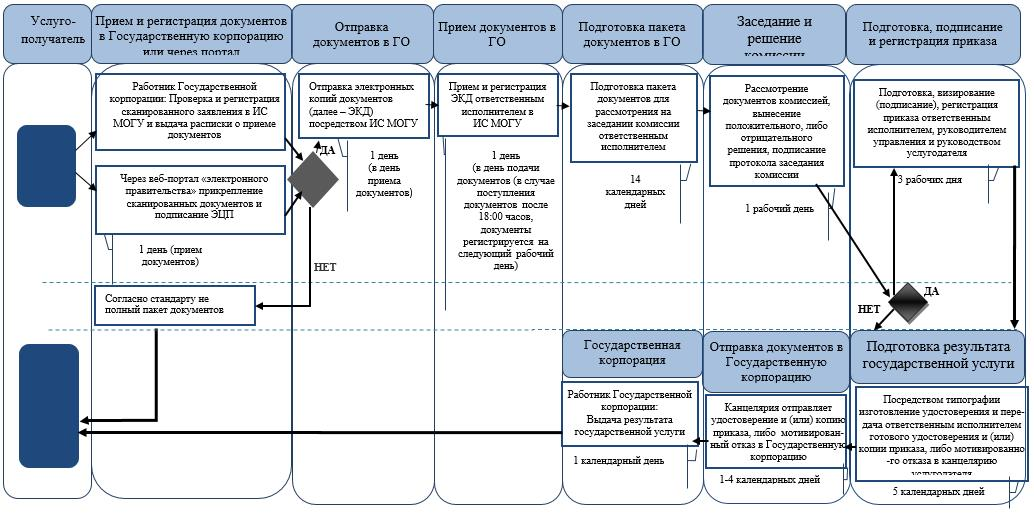 Услуго-
получатель
Прием и регистрация документов
в Государственную корпорацию
или через портал
Отправка
документов в ГО
Прием документов в
ГО
Подготовка пакета
документов в ГО
Заседание и
решение
комиссии
Подготовка, подписание
и регистрация приказа
Работник Государственной
корпорации: Проверка и регистрация
сканированного заявления в ИС
МОГУ и выдача расписки о приеме
документов
Через веб-портал «электронного
правительства» прикрепление
сканированных документов и
подписание ЭЦП
1 день (прием
документов)
Согласно стандарту не
полный пакет документов
ДА
НЕТ
Отправка электронных
копий документов
(далее – ЭКД)
посредством ИС МОГУ
1 день
(в день
приема
документов)
Прием и регистрация
ЭКД ответственным
исполнителем в
ИС МОГУ
1 день
(в день подачи
документов (в случае
поступления
документов после
18:00 часов,
документы
регистрируется на
следующий рабочий
день)
Подготовка пакета
документов для
рассмотрения на
заседании комиссии
ответственным
исполнителем
14
календарных
дней
Рассмотрение
документов комиссией,
вынесение
положительного, либо
отрицательного
решения, подписание
протокола заседания
комиссии
1 рабочий день
Подготовка, визирование
(подписание), регистрация
приказа ответственным
исполнителем, руководителем
управления и руководством
услугодателя
3 рабочих дня
ДА
НЕТ
Государственная
корпорация
Отправка документов в
Государственную
корпорацию
Подготовка результата
государственной услуги
Работник Государственной
корпорации:
Выдача результата
государственной услуги
1 календарный день
Канцелярия отправляет
удостоверение и (или) копию
приказа, либо мотивирован-
ный отказ в Государственную
корпорацию
1-4 календарных дней
Посредством типографии
изготовление удостоверения и пере-
дача ответственным исполнителем
готового удостоверения и (или)
копии приказа, либо мотивированно
-го отказа в канцелярию
услугодателя
5 календарных дней